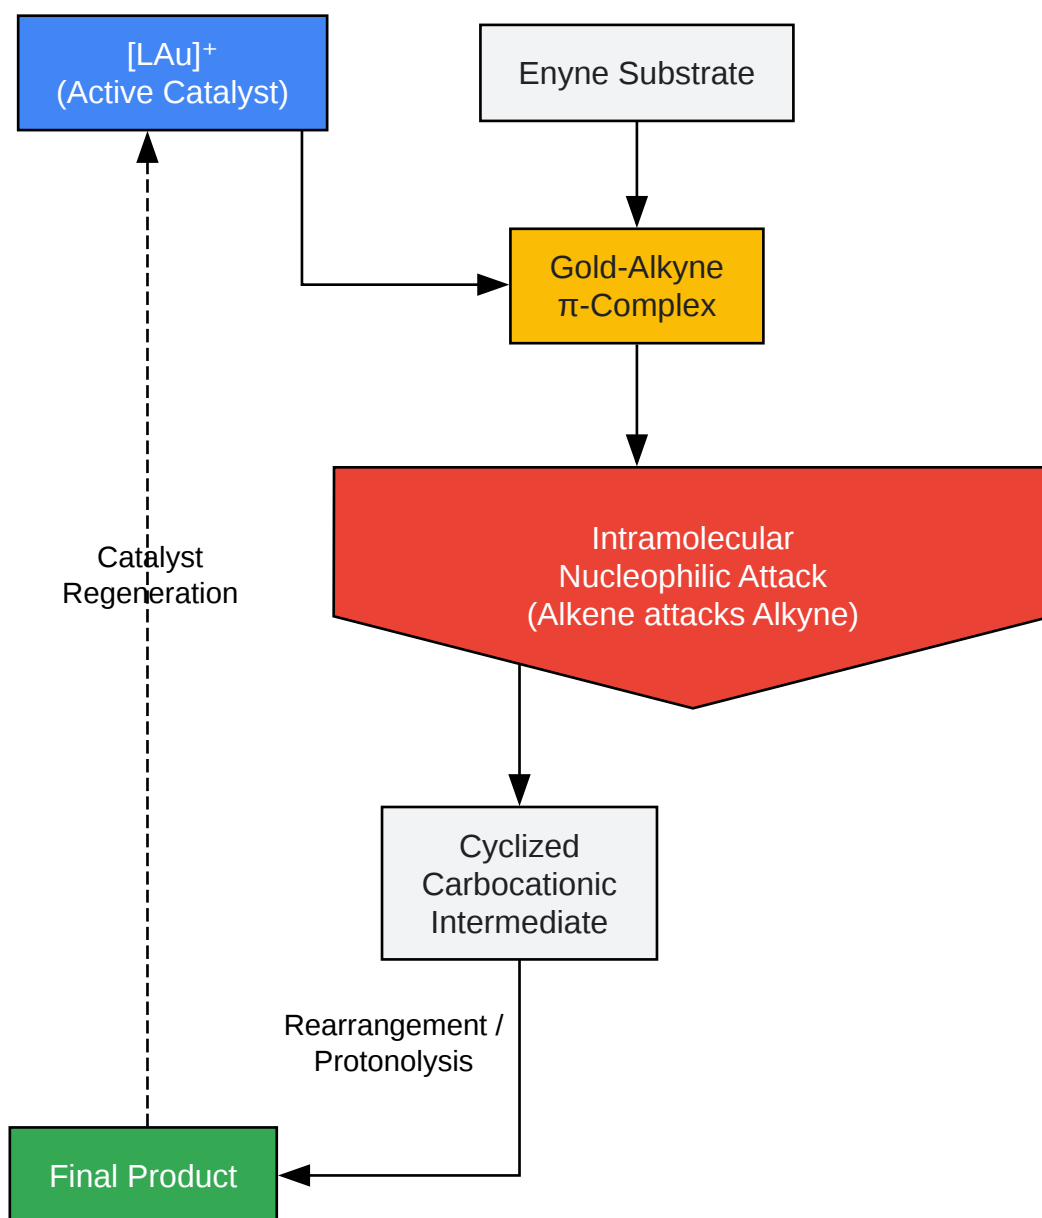 [LAu]⁺
(Active Catalyst)
Enyne Substrate
Gold-Alkyne
π-Complex
Intramolecular
Nucleophilic Attack
(Alkene attacks Alkyne)
Catalyst
Regeneration
Cyclized
Carbocationic
Intermediate
Rearrangement /
Protonolysis
Final Product